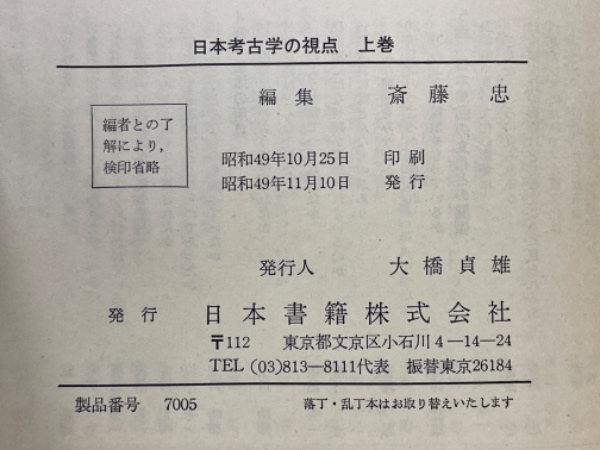 日本考古学の視点　上巻
編集　斎藤　忠
編者との了
解により，
検印省略
昭和49年10月25日　印刷
昭和49年11月10日　発行
発行人　大橋貞雄
発行　日本書籍株式会社
〒112　東京都文京区小石川4―14―24
TEL (03)813―8111代表　振替東京26184
製品番号　7005　落丁・乱丁本はお取り替えいたします